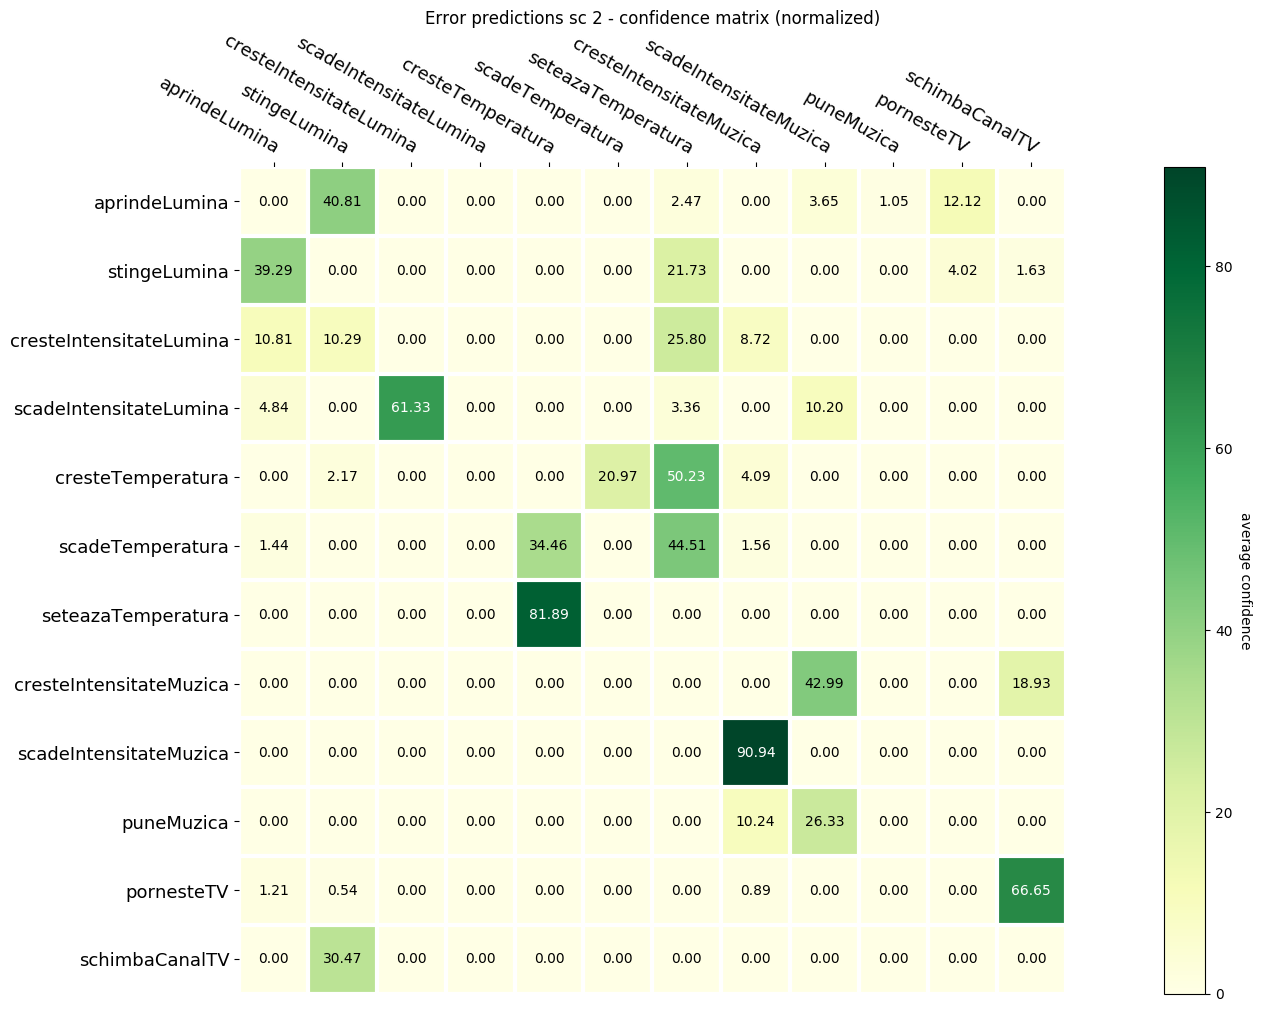 Error predictions sc 2 - confidence matrix (normalized)
aprindeLumina
stingeLumina
cresteIntensitateLumina
scadeIntensitateLumina
cresteTemperatura
scadeTemperatura
seteazaTemperatura
cresteIntensitateMuzica
scadeIntensitateMuzica
puneMuzica
pornesteTV
schimbaCanalTV
aprindeLumina 0.00 40.81 0.00 0.00 0.00 0.00 2.47 0.00 3.65 1.05 12.12 0.00
stingeLumina 39.29 0.00 0.00 0.00 0.00 0.00 21.73 0.00 0.00 0.00 4.02 1.63
cresteIntensitateLumina 10.81 10.29 0.00 0.00 0.00 0.00 25.80 8.72 0.00 0.00 0.00 0.00
scadeIntensitateLumina 4.84 0.00 61.33 0.00 0.00 0.00 3.36 0.00 10.20 0.00 0.00 0.00
cresteTemperatura 0.00 2.17 0.00 0.00 0.00 20.97 50.23 4.09 0.00 0.00 0.00 0.00
scadeTemperatura 1.44 0.00 0.00 0.00 34.46 0.00 44.51 1.56 0.00 0.00 0.00 0.00
seteazaTemperatura 0.00 0.00 0.00 0.00 81.89 0.00 0.00 0.00 0.00 0.00 0.00 0.00
cresteIntensitateMuzica 0.00 0.00 0.00 0.00 0.00 0.00 0.00 0.00 42.99 0.00 0.00 18.93
scadeIntensitateMuzica 0.00 0.00 0.00 0.00 0.00 0.00 0.00 90.94 0.00 0.00 0.00 0.00
puneMuzica 0.00 0.00 0.00 0.00 0.00 0.00 0.00 10.24 26.33 0.00 0.00 0.00
pornesteTV 1.21 0.54 0.00 0.00 0.00 0.00 0.00 0.89 0.00 0.00 0.00 66.65
schimbaCanalTV 0.00 30.47 0.00 0.00 0.00 0.00 0.00 0.00 0.00 0.00 0.00 0.00
80
60
40
20
0
average confidence